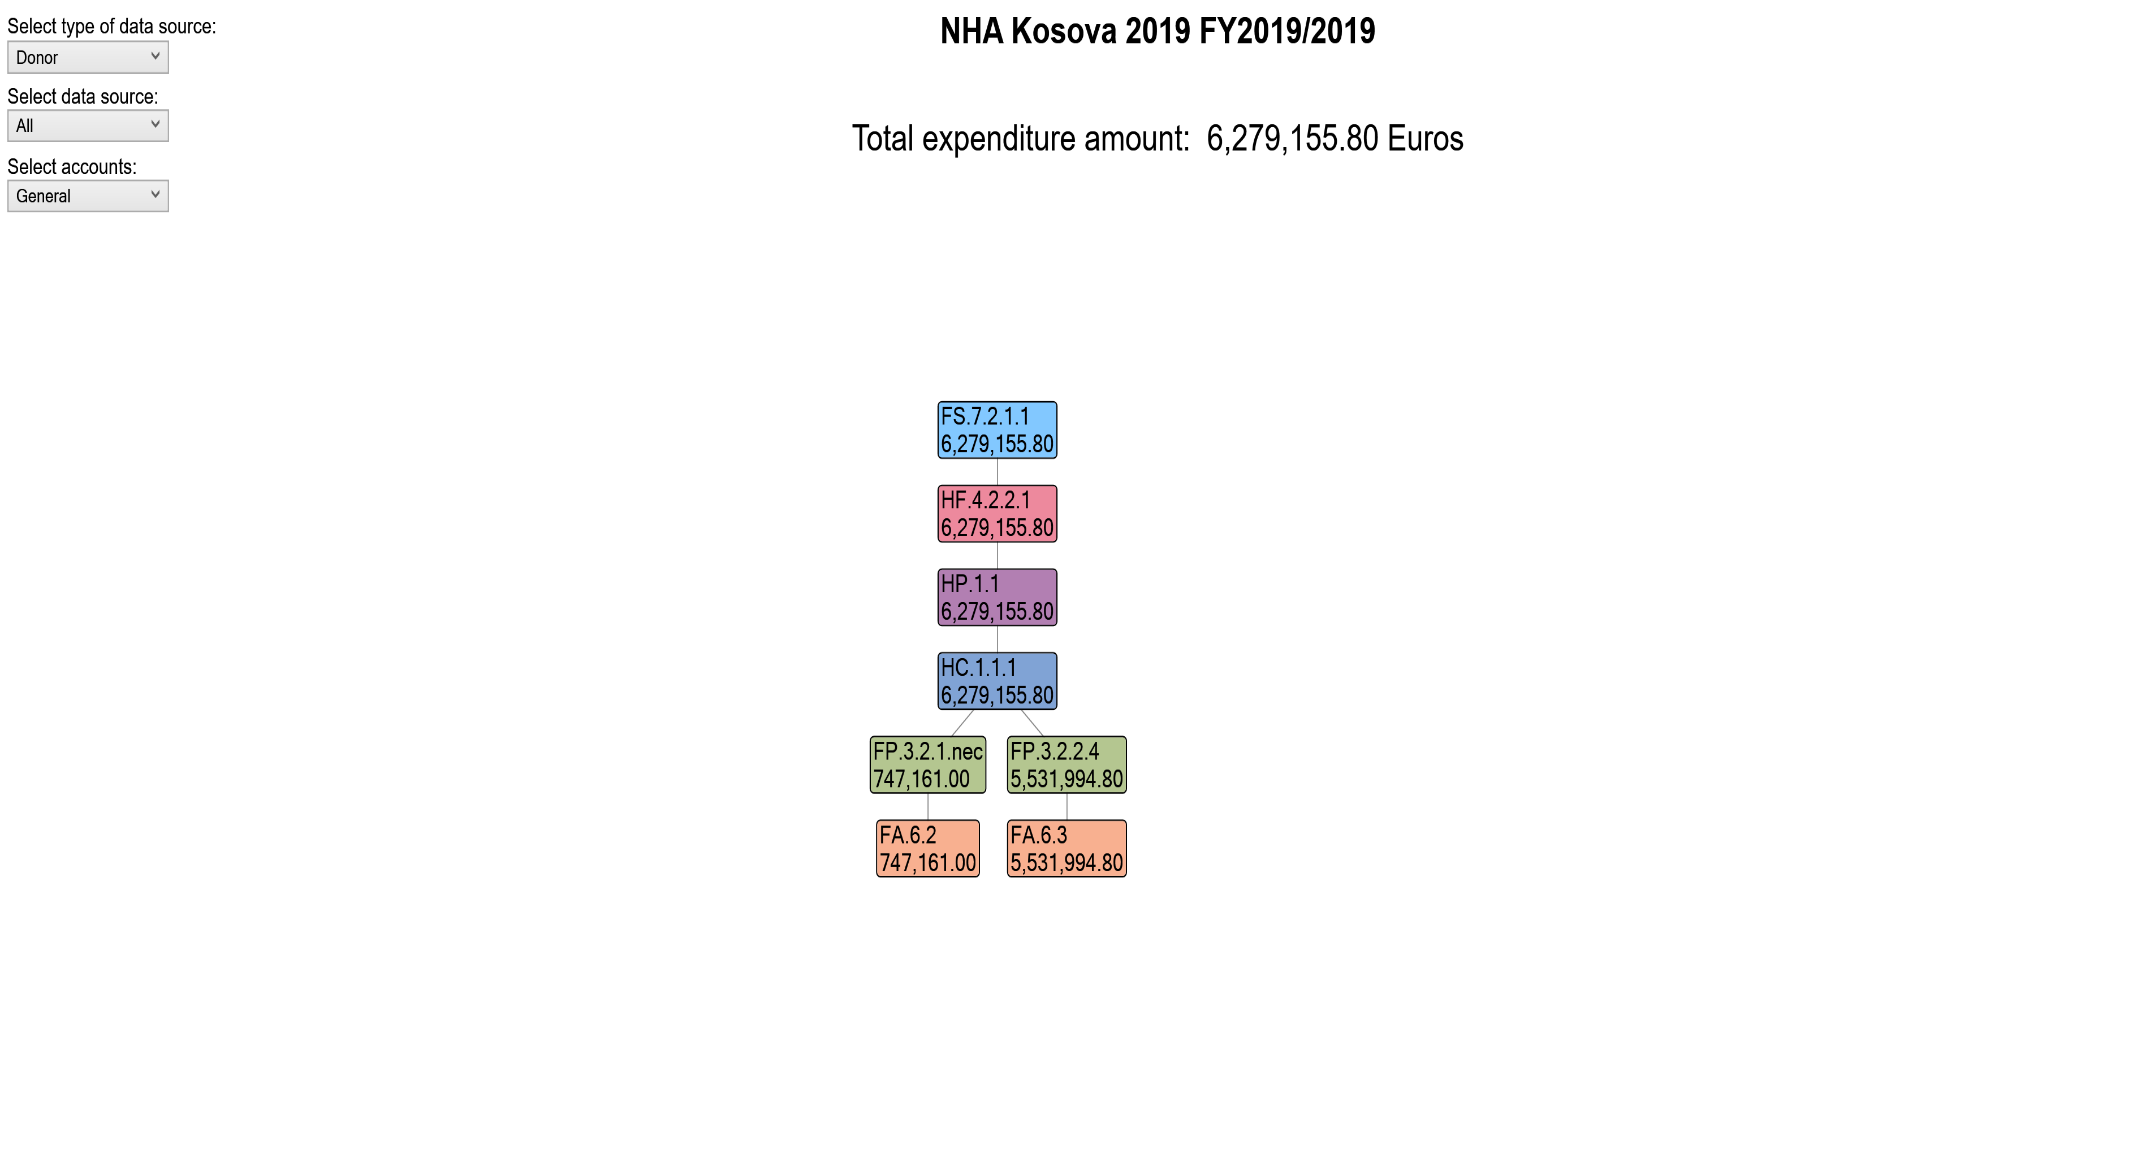 Select type of data source:
Donor
Select data source:
All
Select accounts:
General
NHA Kosova 2019 FY2019/2019
Total expenditure amount:  6,279,155.80 Euros
FS.7.2.1.1
6,279,155.80
HF.4.2.2.1
6,279,155.80
HP.1.1
6,279,155.80
HC.1.1.1
6,279,155.80
FP.3.2.1.nec
747,161.00
FP.3.2.2.4
5,531,994.80
FA.6.2
747,161.00
FA.6.3
5,531,994.80